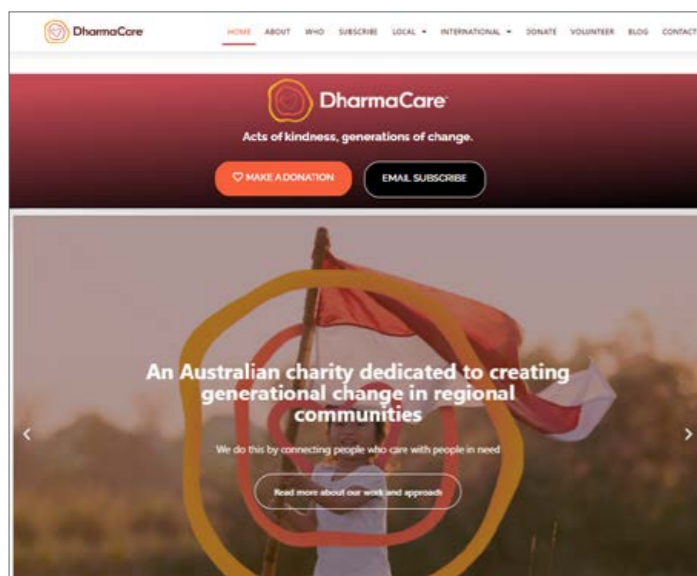 DharmaCare
HOME ABOUT WHO SUBSCRIBE LOCAL INTERNATIONAL DONATE VOLUNTEER BLOG CONTACT
DharmaCare
Acts of kindness, generations of change.
MAKE A DONATION EMAIL SUBSCRIBE
An Australian charity dedicated to creating
generational change in regional
communities
We do this by connecting people who care with people in need
Read more about our work and approach